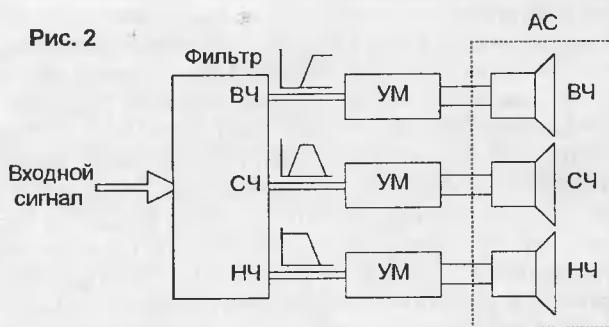 Рис. 2
АС
Фильтр
ВЧ УМ ВЧ
Входной
сигнал
СЧ УМ СЧ
НЧ УМ НЧ